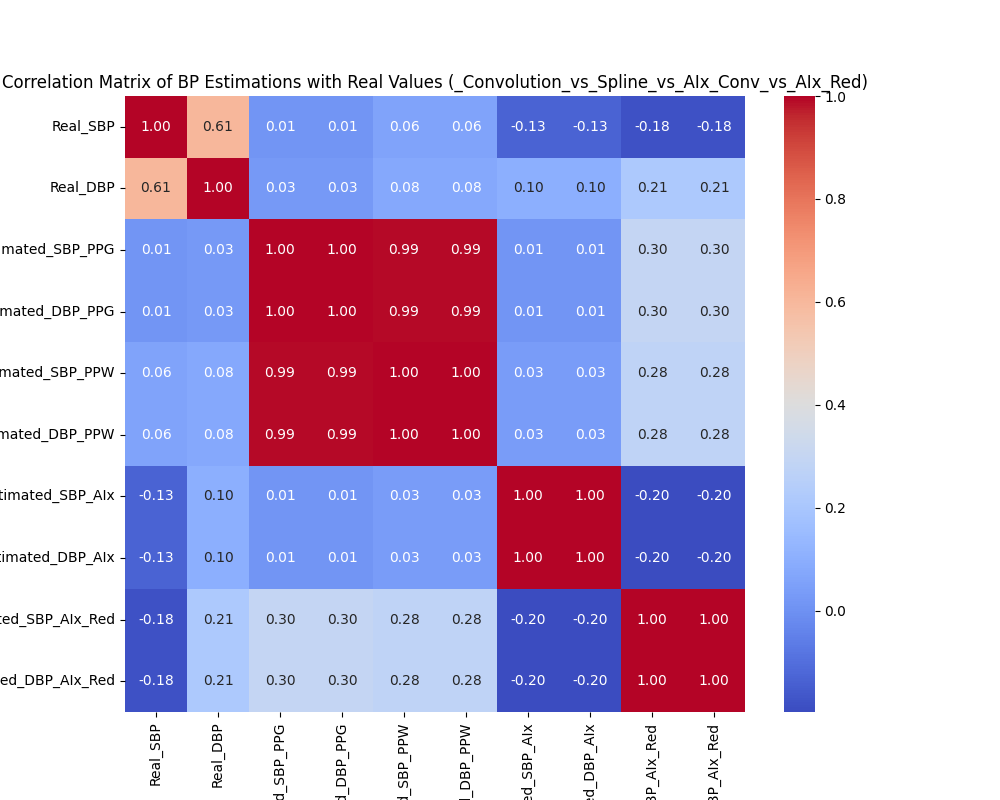 Correlation Matrix of BP Estimations with Real Values (_Convolution_vs_Spline_vs_AIx_Conv_vs_AIx_Red)
1.0
Real_SBP 1.00 0.61 0.01 0.01 0.06 0.06 -0.13 -0.13 -0.18 -0.18
Real_DBP 0.61 1.00 0.03 0.03 0.08 0.08 0.10 0.10 0.21 0.21
0.8
mated_SBP_PPG 0.01 0.03 1.00 1.00 0.99 0.99 0.01 0.01 0.30 0.30
0.6
mated_DBP_PPG 0.01 0.03 1.00 1.00 0.99 0.99 0.01 0.01 0.30 0.30
mated_SBP_PPW 0.06 0.08 0.99 0.99 1.00 1.00 0.03 0.03 0.28 0.28
0.4
mated_DBP_PPW 0.06 0.08 0.99 0.99 1.00 1.00 0.03 0.03 0.28 0.28
timated_SBP_AIx -0.13 0.10 0.01 0.01 0.03 0.03 1.00 1.00 -0.20 -0.20
0.2
timated_DBP_AIx -0.13 0.10 0.01 0.01 0.03 0.03 1.00 1.00 -0.20 -0.20
0.0
ted_SBP_AIx_Red -0.18 0.21 0.30 0.30 0.28 0.28 -0.20 -0.20 1.00 1.00
ed_DBP_AIx_Red -0.18 0.21 0.30 0.30 0.28 0.28 -0.20 -0.20 1.00 1.00
Real_SBP
Real_DBP
d_SBP_PPG
d_DBP_PPG
d_SBP_PPW
d_DBP_PPW
ed_SBP_AIx
ed_DBP_AIx
BP_AIx_Red
BP_AIx_Red